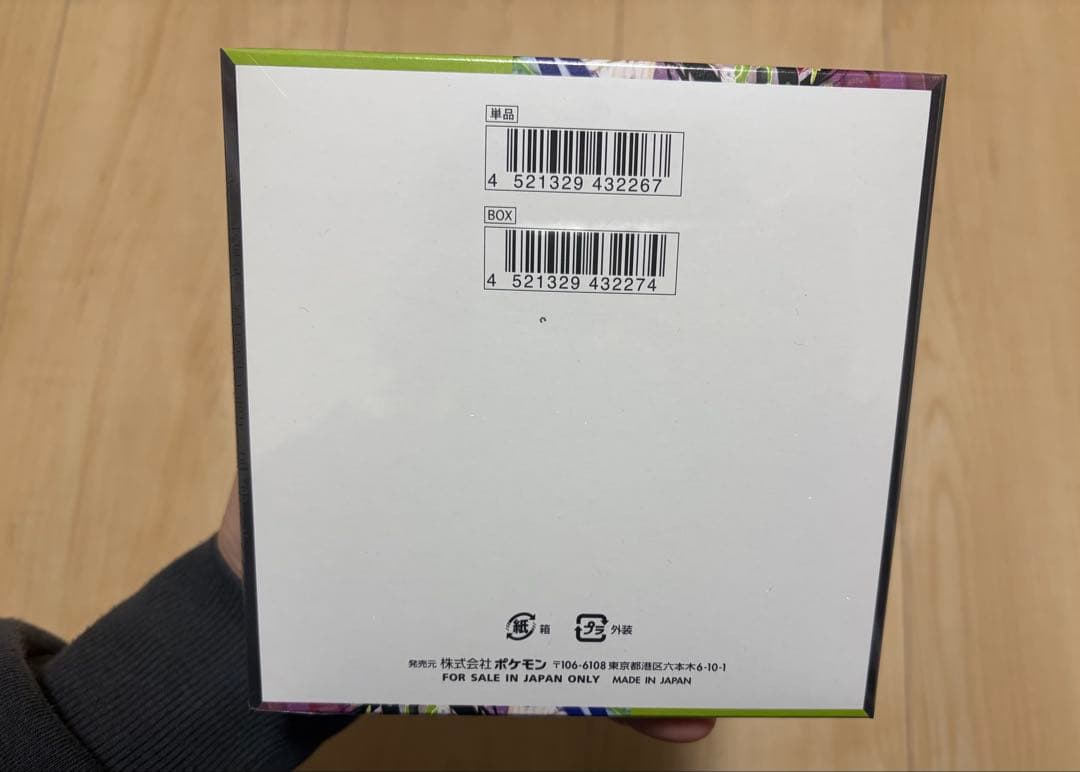 単品
4 521329 432267
BOX
4 521329 432274
紙 箱 プラ 外装
発売元 株式会社ポケモン 〒106-6108 東京都港区六本木6-10-1
FOR SALE IN JAPAN ONLY MADE IN JAPAN